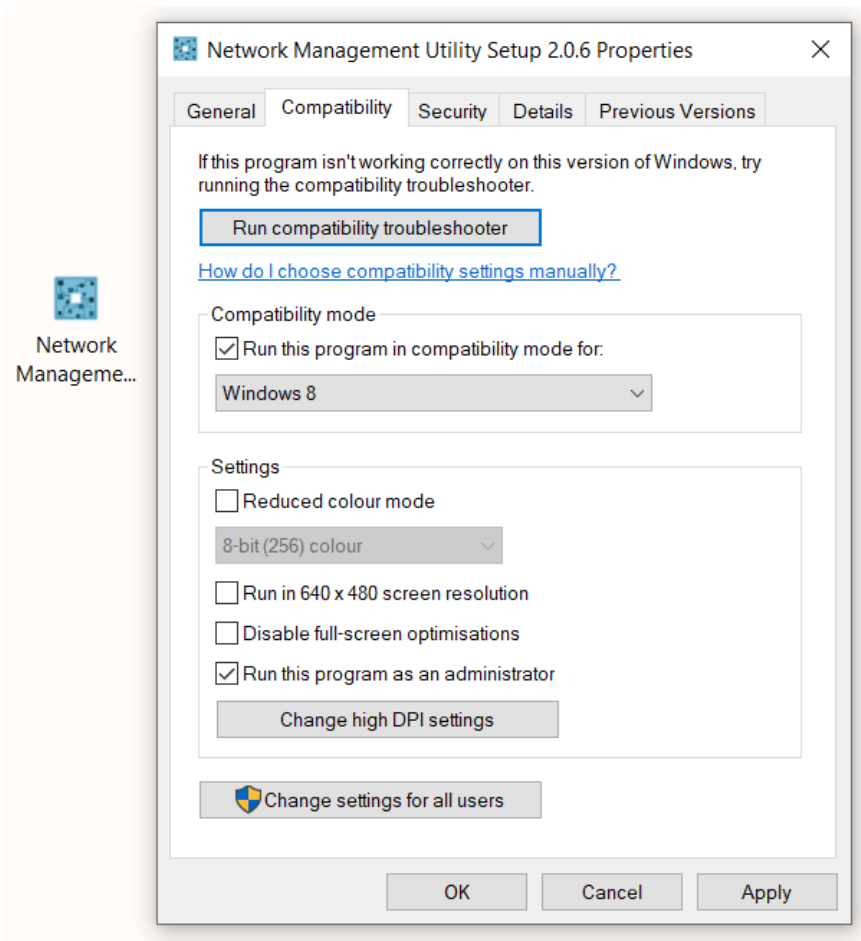 Network Management Utility Setup 2.0.6 Properties
General Compatibility Security Details Previous Versions
If this program isn't working correctly on this version of Windows, try
running the compatibility troubleshooter.
Run compatibility troubleshooter
How do I choose compatibility settings manually?
Network
Manageme...
Compatibility mode
Run this program in compatibility mode for:
Windows 8
Settings
Reduced colour mode
8-bit (256) colour
Run in 640 x 480 screen resolution
Disable full-screen optimisations
Run this program as an administrator
Change high DPI settings
Change settings for all users
OK Cancel Apply